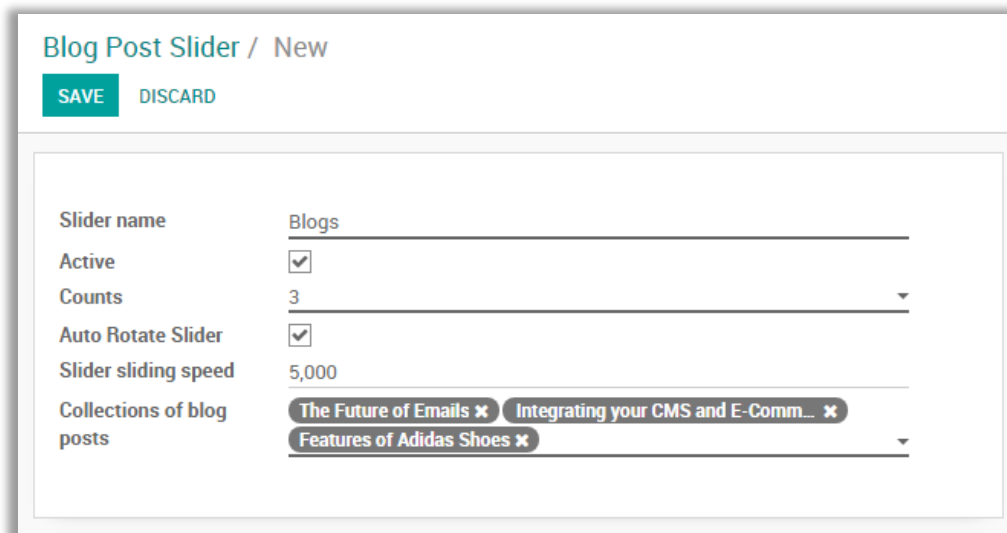 Blog Post Slider / New
SAVE DISCARD
Slider name Blogs
Active
Counts 3
Auto Rotate Slider
Slider sliding speed 5,000
Collections of blog posts
The Future of Emails Integrating your CMS and E-Comm...
Features of Adidas Shoes